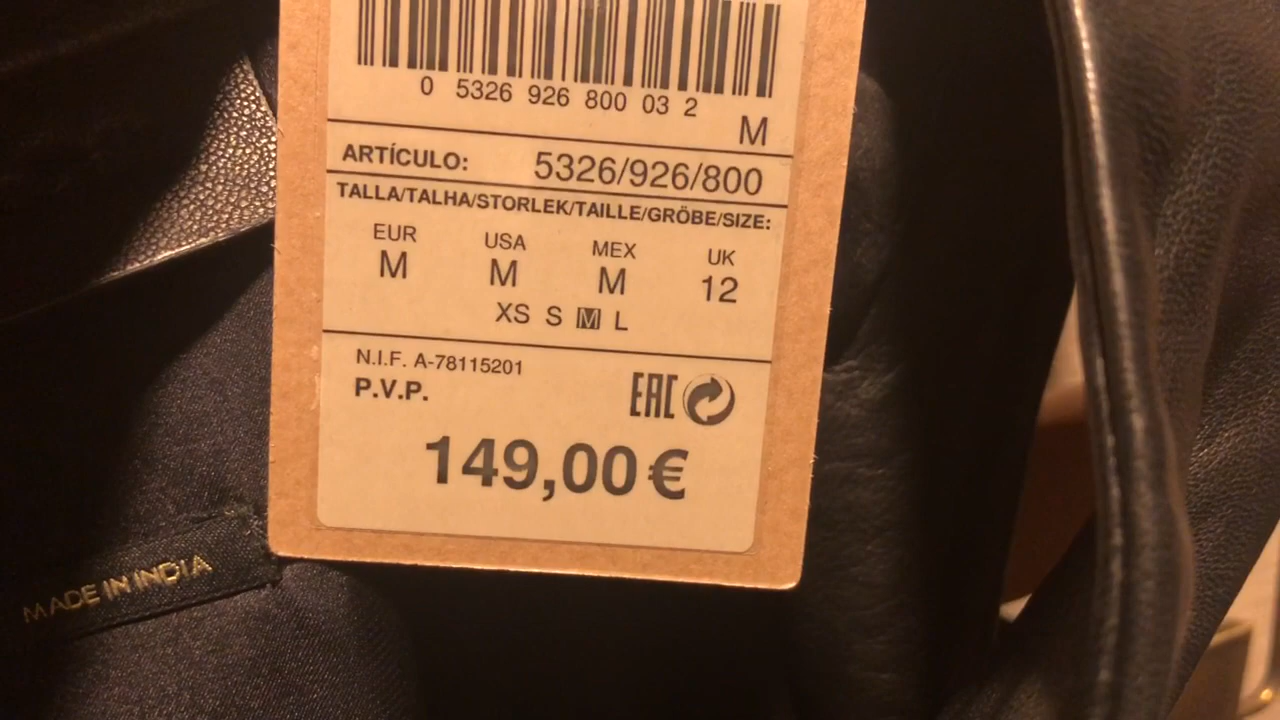 0 5326 926 800 03 2
M
ARTÍCULO: 5326/926/800
TALLA/TALHA/STORLEK/TAILLE/GRÖBE/SIZE:
EUR USA MEX UK
M M M 12
XS S M L
N.I.F. A-78115201
P.V.P. EAC
149,00€
MADE IN INDIA